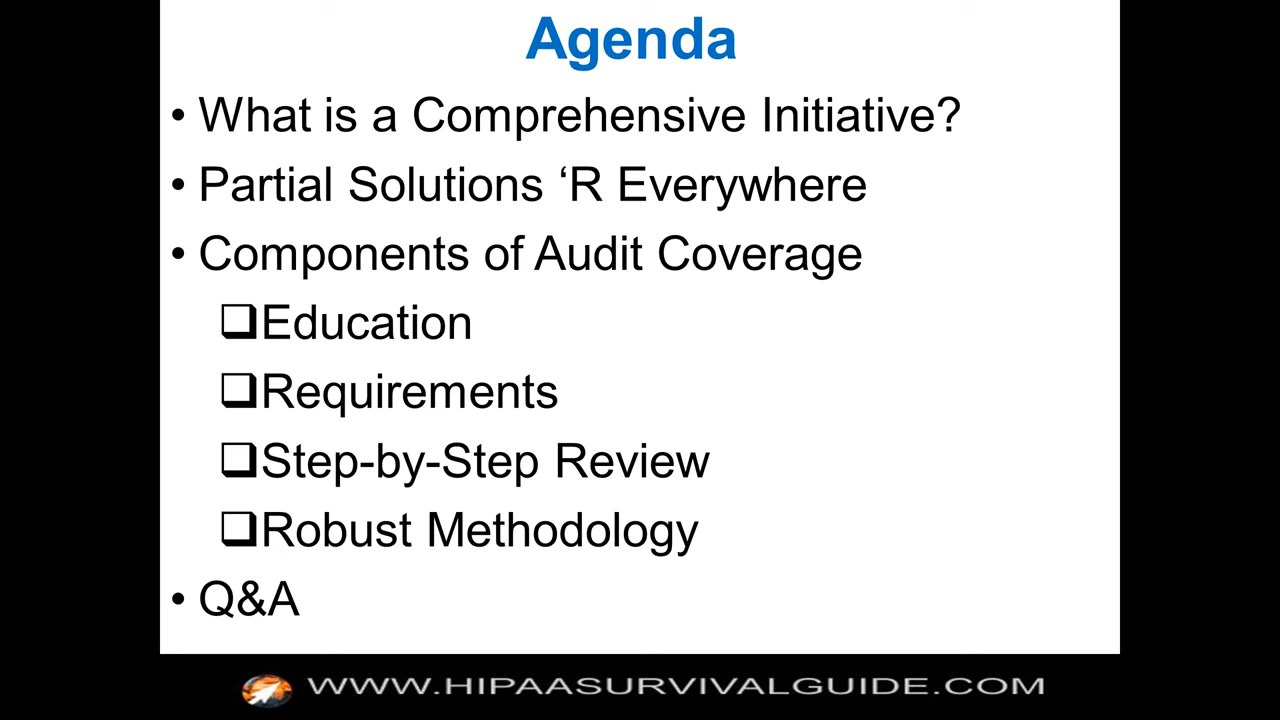 Agenda
• What is a Comprehensive Initiative?
• Partial Solutions ‘R Everywhere
• Components of Audit Coverage
❑Education
❑Requirements
❑Step-by-Step Review
❑Robust Methodology
• Q&A
WWW.HIPAASURVIVALGUIDE.COM